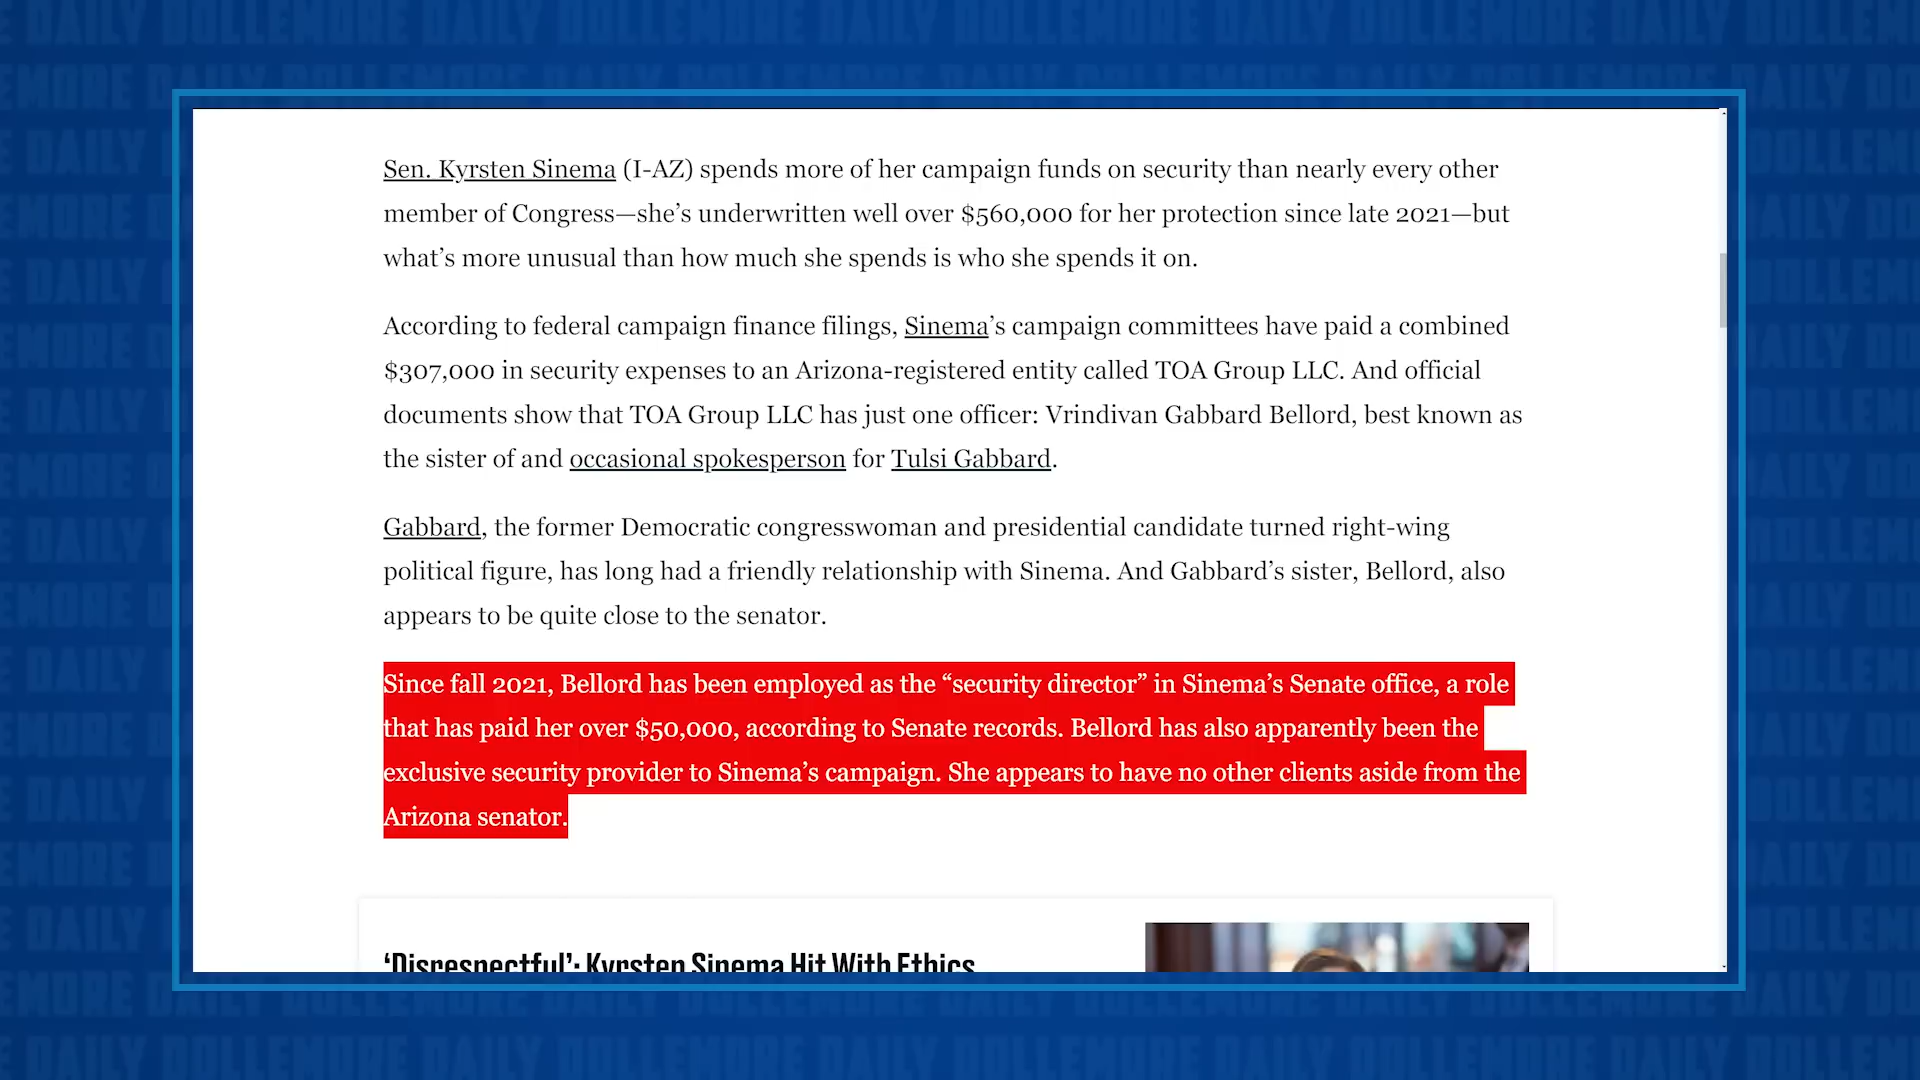 DAILY DOLLEMORE DAILY DOLLEMORE DAILY DOLLEMORE
Sen. Kyrsten Sinema (I-AZ) spends more of her campaign funds on security than nearly every other
member of Congress—she’s underwritten well over $560,000 for her protection since late 2021—but
what’s more unusual than how much she spends is who she spends it on.
According to federal campaign finance filings, Sinema’s campaign committees have paid a combined
$307,000 in security expenses to an Arizona-registered entity called TOA Group LLC. And official
documents show that TOA Group LLC has just one officer: Vrindivan Gabbard Bellord, best known as
the sister of and occasional spokesperson for Tulsi Gabbard.
Gabbard, the former Democratic congresswoman and presidential candidate turned right-wing
political figure, has long had a friendly relationship with Sinema. And Gabbard’s sister, Bellord, also
appears to be quite close to the senator.
Since fall 2021, Bellord has been employed as the “security director” in Sinema’s Senate office, a role
that has paid her over $50,000, according to Senate records. Bellord has also apparently been the
exclusive security provider to Sinema’s campaign. She appears to have no other clients aside from the
Arizona senator.
‘Disrespectful’: Kyrsten Sinema Hit With Ethics